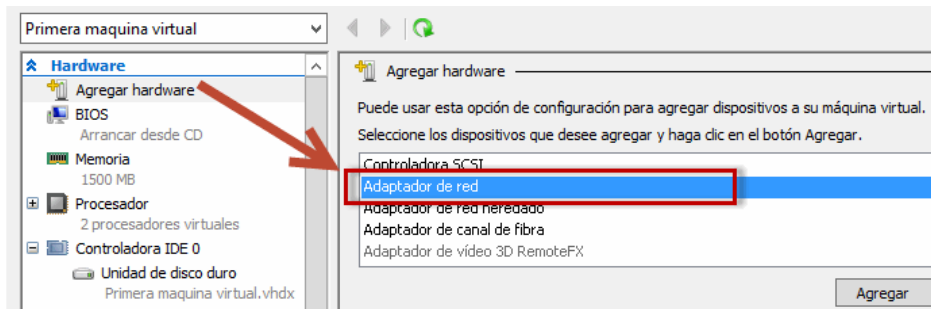 Primera maquina virtual
Hardware
Agregar hardware
BIOS
Arrancar desde CD
Memoria
1500 MB
Procesador
2 procesadores virtuales
Controladora IDE 0
Unidad de disco duro
Primera maquina virtual.vhdx
Agregar hardware
Puede usar esta opción de configuración para agregar dispositivos a su máquina virtual.
Seleccione los dispositivos que desee agregar y haga clic en el botón Agregar.
Controladora SCSI
Adaptador de red
Adaptador de red heredado
Adaptador de canal de fibra
Adaptador de vídeo 3D RemoteFX
Agregar